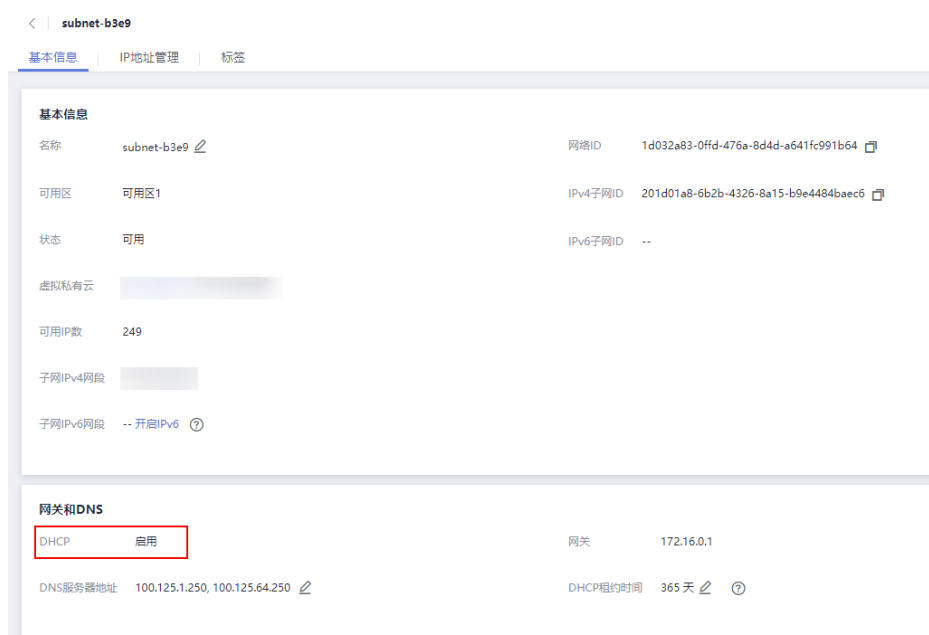 subnet-b3e9
基本信息 IP地址管理 标签
基本信息
名称 subnet-b3e9 网络ID 1d032a83-0ffd-476a-8d4d-a641fc991b64
可用区 可用区1 IPv4子网ID 201d01a8-6b2b-4326-8a15-b9e4484baec6
状态 可用 IPv6子网ID --
虚拟私有云
可用IP数 249
子网IPv4网段
子网IPv6网段 -- 开启IPv6
网关和DNS
DHCP 启用 网关 172.16.0.1
DNS服务器地址 100.125.1.250, 100.125.64.250 DHCP租约时间 365 天